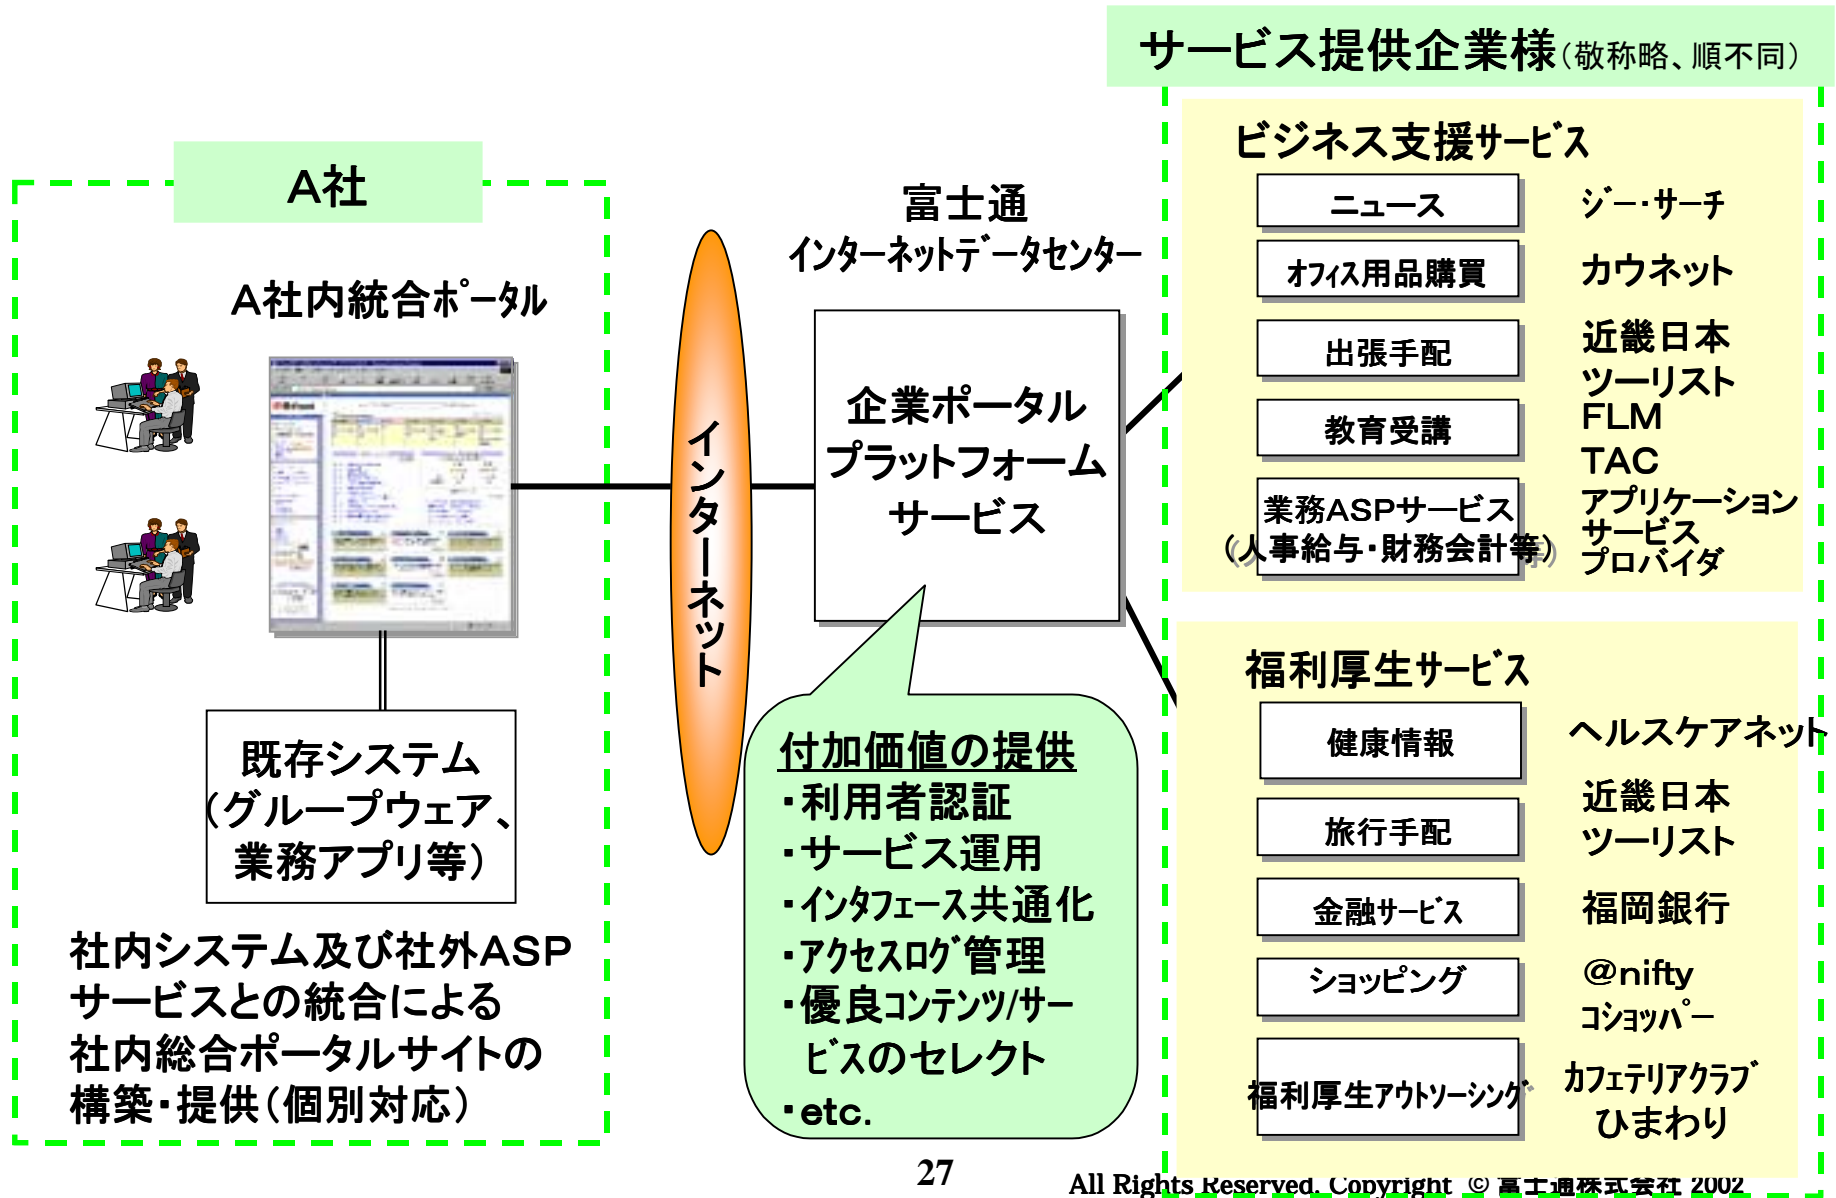 サービス提供企業様(敬称略、順不同)
A社
A社内統合ポータル
既存システム
(グループウェア、
業務アプリ等)
社内システム及び社外ASP
サービスとの統合による
社内総合ポータルサイトの
構築・提供(個別対応)
インターネット
富士通
インターネットデータセンター
企業ポータル
プラットフォーム
サービス
付加価値の提供
・利用者認証
・サービス運用
・インタフェース共通化
・アクセスログ管理
・優良コンテンツ/サー
ビスのセレクト
・etc.
ビジネス支援サービス
ニュース ジー・サーチ
オフィス用品購買 カウネット
出張手配 近畿日本
ツーリスト
教育受講 FLM
TAC
業務ASPサービス
(人事給与・財務会計等)
アプリケーション
サービス
プロバイダ
福利厚生サービス
健康情報 ヘルスケアネット
旅行手配 近畿日本
ツーリスト
金融サービス 福岡銀行
ショッピング @nifty
コショッパー
福利厚生アウトソーシング カフェテリアクラブ
ひまわり
27
All Rights Reserved, Copyright © 富士通株式会社 2002